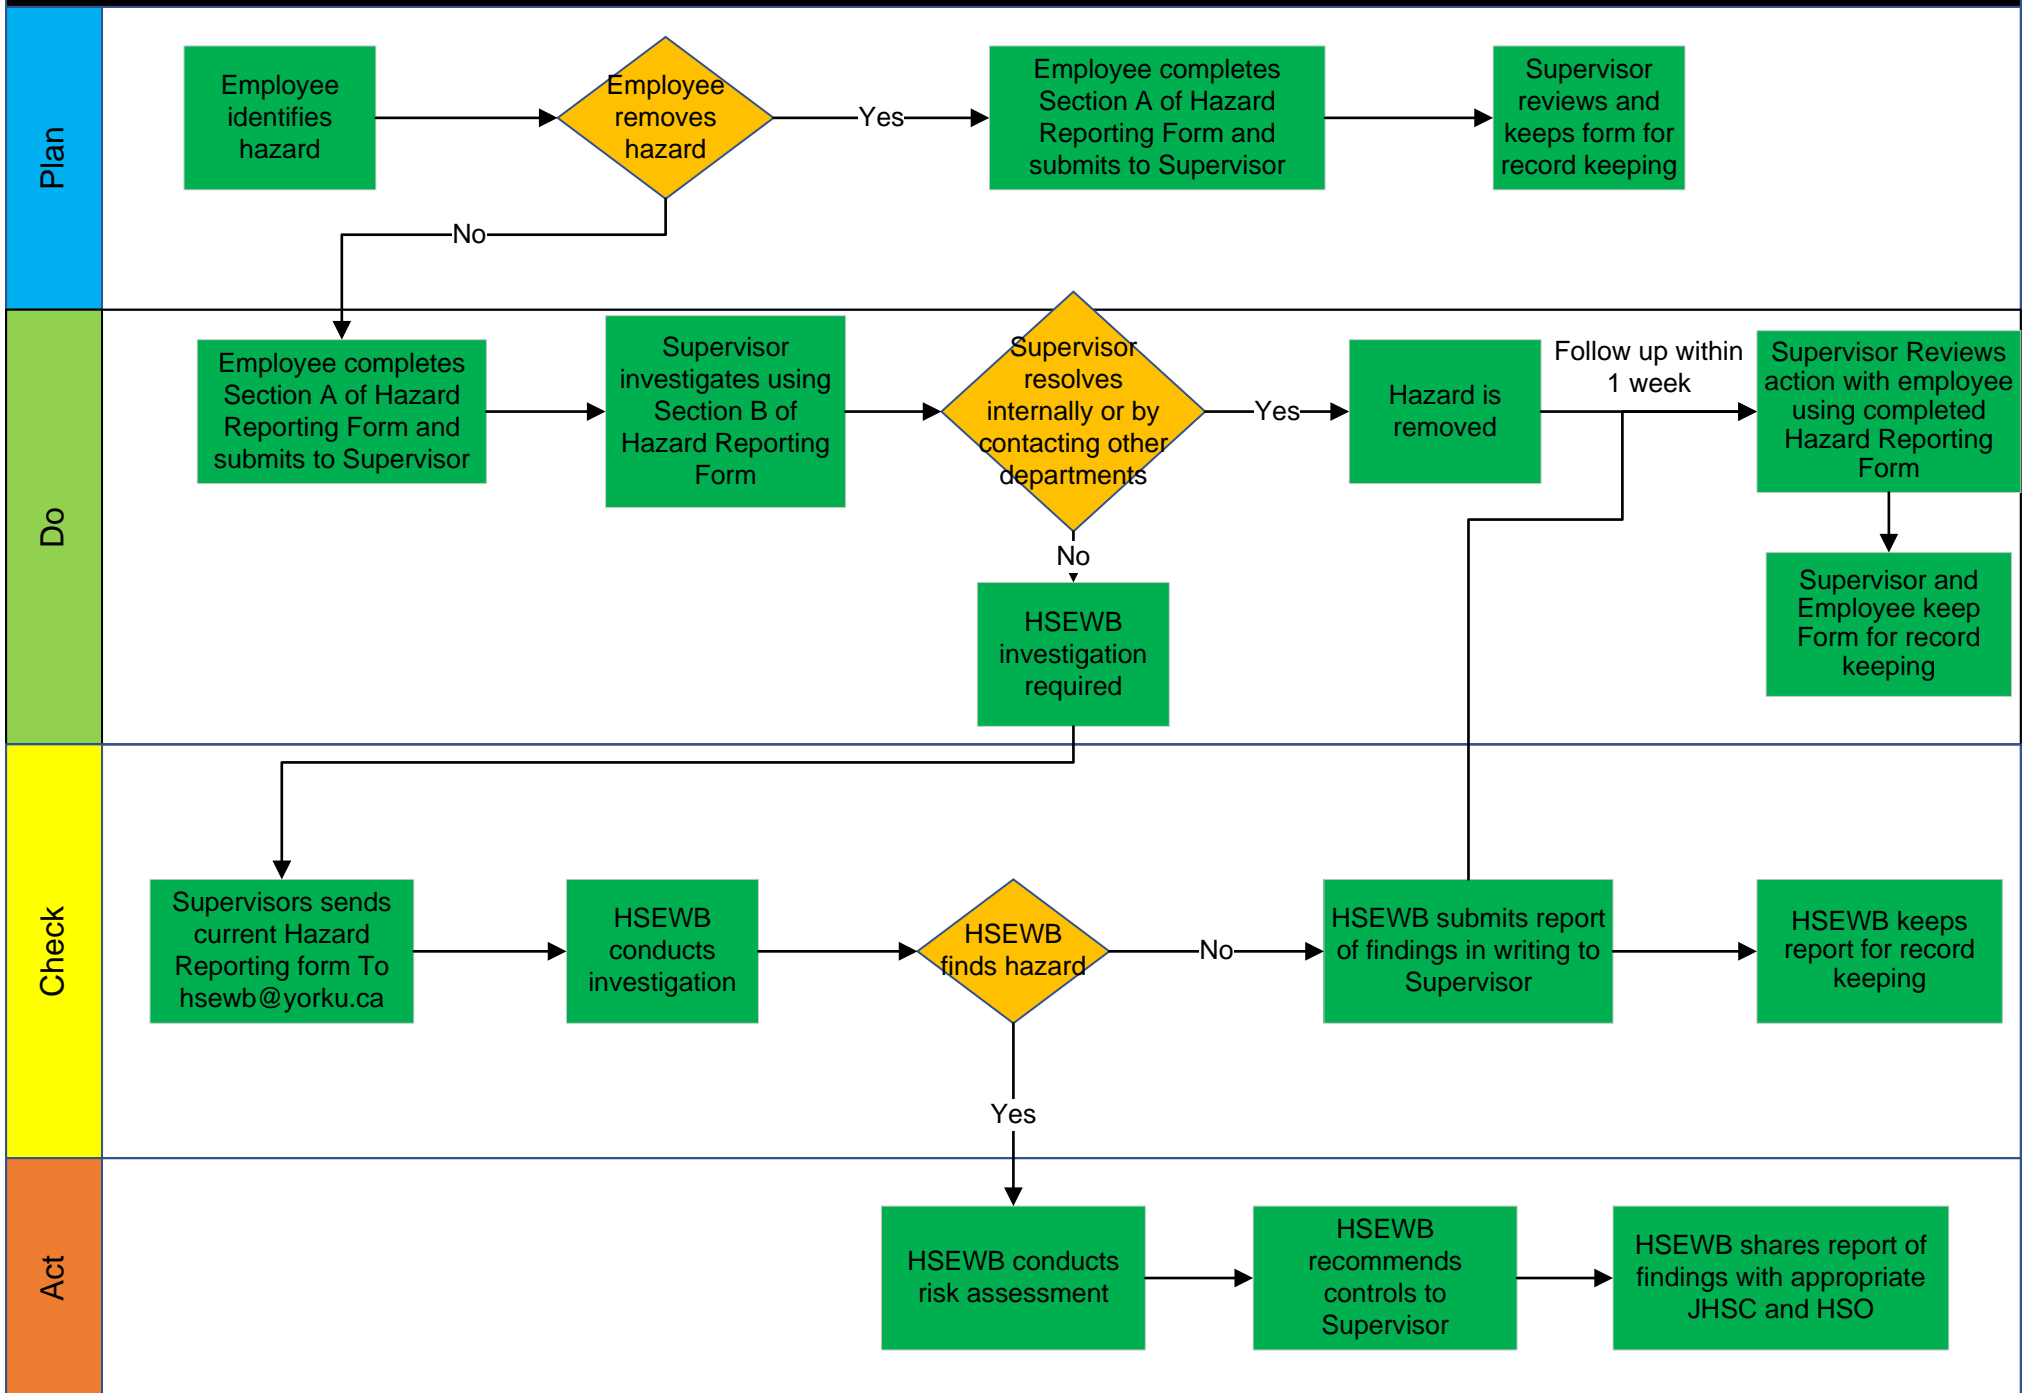 Plan
Employee
identifies
hazard
Employee
removes
hazard
Yes
Employee completes
Section A of Hazard
Reporting Form and
submits to Supervisor
Supervisor
reviews and
keeps form for
record keeping
No
Do
Employee completes
Section A of Hazard
Reporting Form and
submits to Supervisor
Supervisor
investigates using
Section B of
Hazard Reporting
Form
Supervisor
resolves
internally or by
contacting other
departments
Yes
Hazard is
removed
Follow up within
1 week
Supervisor Reviews
action with employee
using completed
Hazard Reporting
Form
No
HSEWB
investigation
required
Supervisor and
Employee keep
Form for record
keeping
Check
Supervisors sends
current Hazard
Reporting form To
hsewb@yorku.ca
HSEWB
conducts
investigation
HSEWB
finds hazard
No
HSEWB submits report
of findings in writing to
Supervisor
HSEWB keeps
report for record
keeping
Yes
Act
HSEWB conducts
risk assessment
HSEWB
recommends
controls to
Supervisor
HSEWB shares report of
findings with appropriate
JHSC and HSO